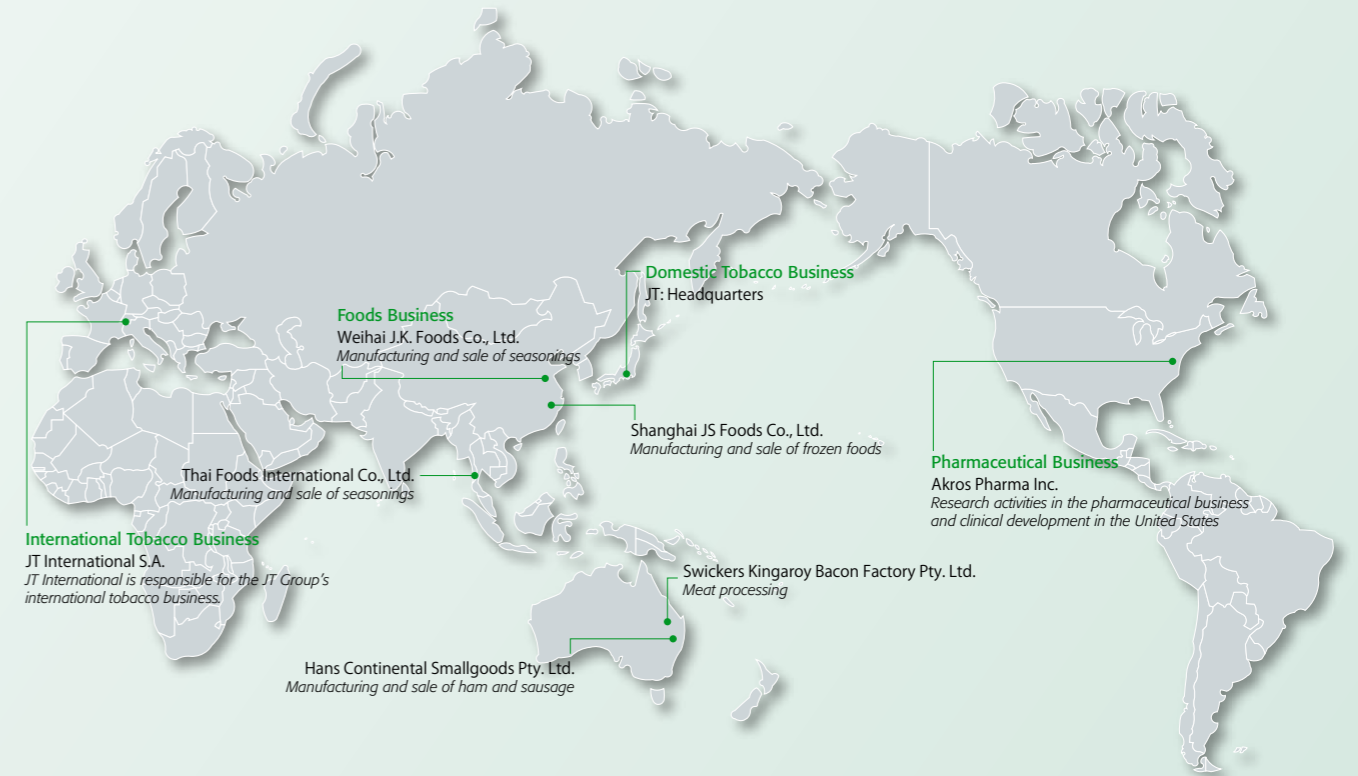 Domestic Tobacco Business
JT: Headquarters
Foods Business
Weihai J.K. Foods Co., Ltd.
Manufacturing and sale of seasonings
Shanghai JS Foods Co., Ltd.
Manufacturing and sale of frozen foods
Thai Foods International Co., Ltd.
Manufacturing and sale of seasonings
Pharmaceutical Business
Akros Pharma Inc.
Research activities in the pharmaceutical business
and clinical development in the United States
International Tobacco Business
JT International S.A.
JT International is responsible for the JT Group's
international tobacco business.
Swickers Kingaroy Bacon Factory Pty. Ltd.
Meat processing
Hans Continental Smallgoods Pty. Ltd.
Manufacturing and sale of ham and sausage